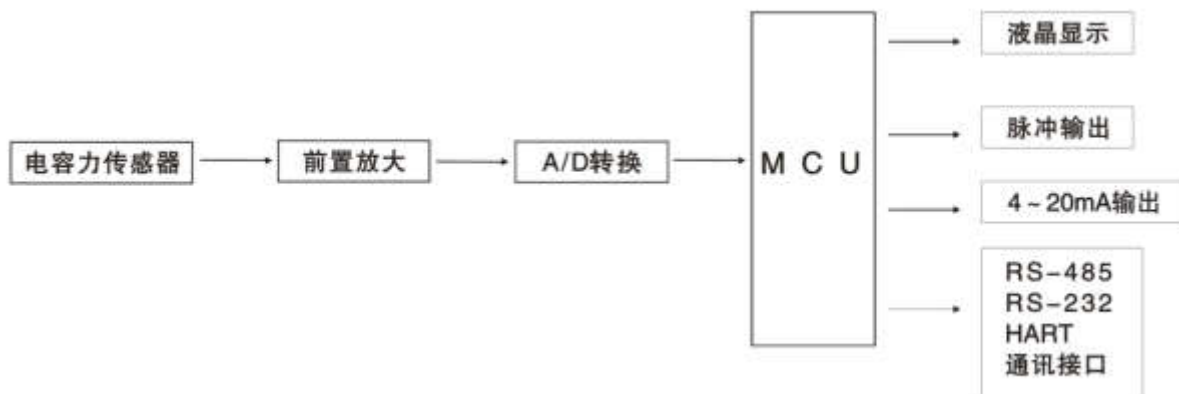 电容力传感器
前置放大
A/D转换
MCU
液晶显示
脉冲输出
4~20mA输出
RS-485
RS-232
HART
通讯接口